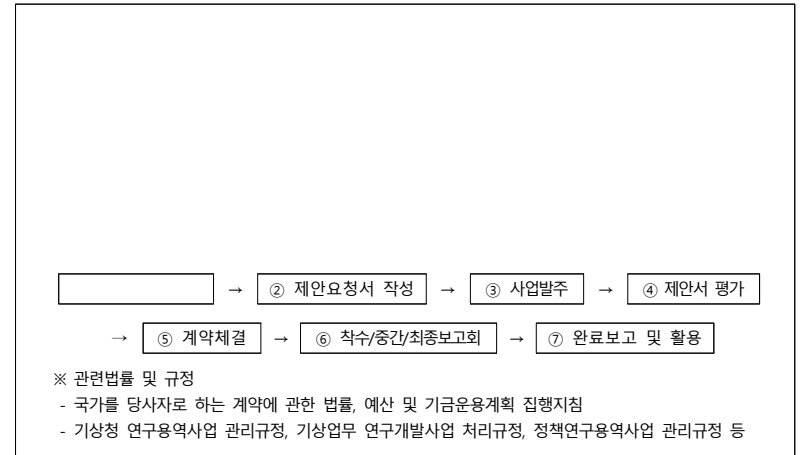 → ② 제안요청서 작성 → ③ 사업발주 → ④ 제안서 평가
→ ⑤ 계약체결 → ⑥ 착수/중간/최종보고회 → ⑦ 완료보고 및 활용
※ 관련법률 및 규정
- 국가를 당사자로 하는 계약에 관한 법률, 예산 및 기금운용계획 집행지침
- 기상청 연구용역사업 관리규정, 기상업무 연구개발사업 처리규정, 정책연구용역사업 관리규정 등